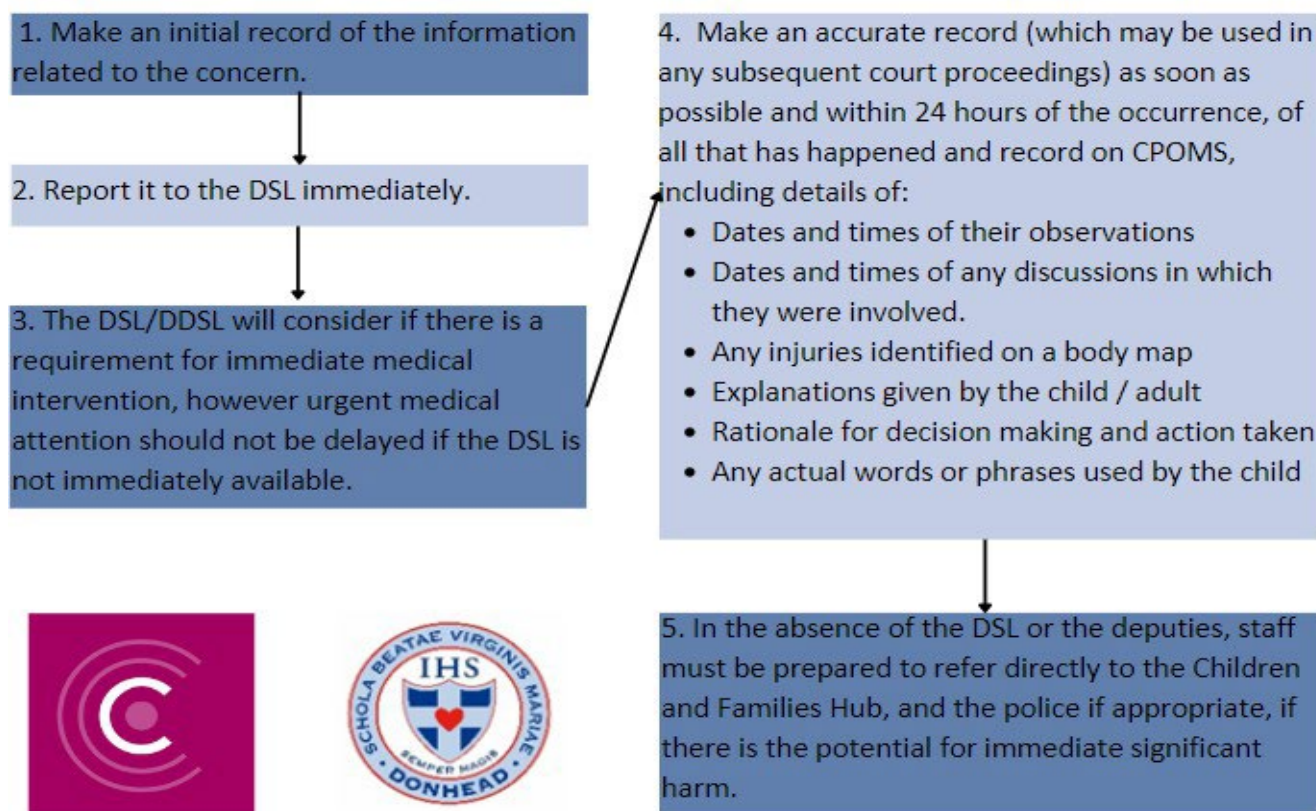 1. Make an initial record of the information
related to the concern.
2. Report it to the DSL immediately.
3. The DSL/DDSL will consider if there is a
requirement for immediate medical
intervention, however urgent medical
attention should not be delayed if the DSL is
not immediately available.
4. Make an accurate record (which may be used in
any subsequent court proceedings) as soon as
possible and within 24 hours of the occurrence, of
all that has happened and record on CPOMS,
including details of:
• Dates and times of their observations
• Dates and times of any discussions in which
they were involved.
• Any injuries identified on a body map
• Explanations given by the child / adult
• Rationale for decision making and action taken
• Any actual words or phrases used by the child
5. In the absence of the DSL or the deputies, staff
must be prepared to refer directly to the Children
and Families Hub, and the police if appropriate, if
there is the potential for immediate significant
harm.
C
SCHOLA BEATAE VIRGINIS MARIAE
IHS
SEMPER MAGIS
• DONHEAD •